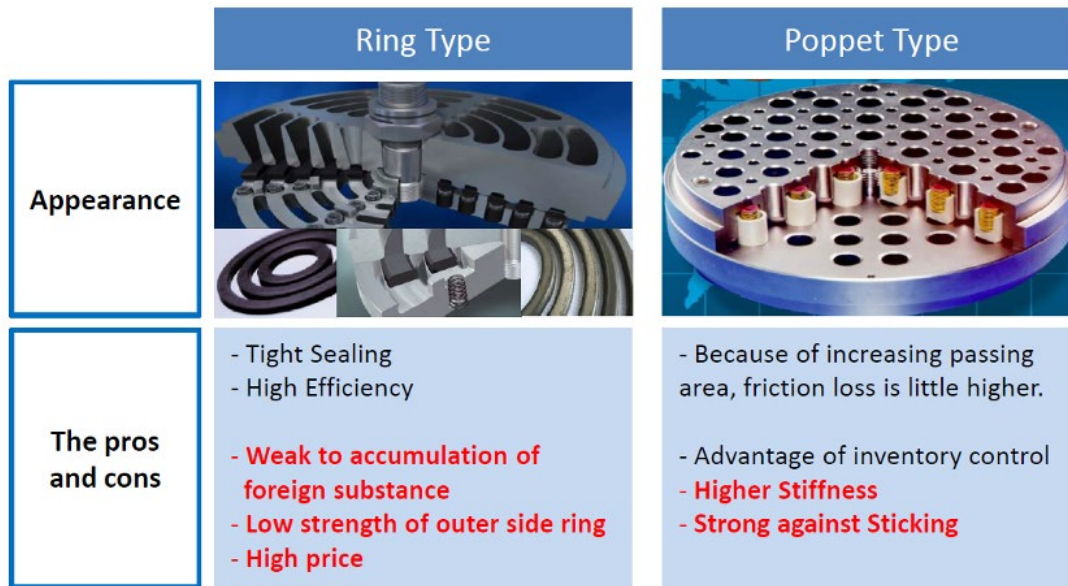 Ring Type
Poppet Type
Appearance
The pros
and cons
- Tight Sealing
- High Efficiency
- Weak to accumulation of
foreign substance
- Low strength of outer side ring
- High price
- Because of increasing passing
area, friction loss is little higher.
- Advantage of inventory control
- Higher Stiffness
- Strong against Sticking